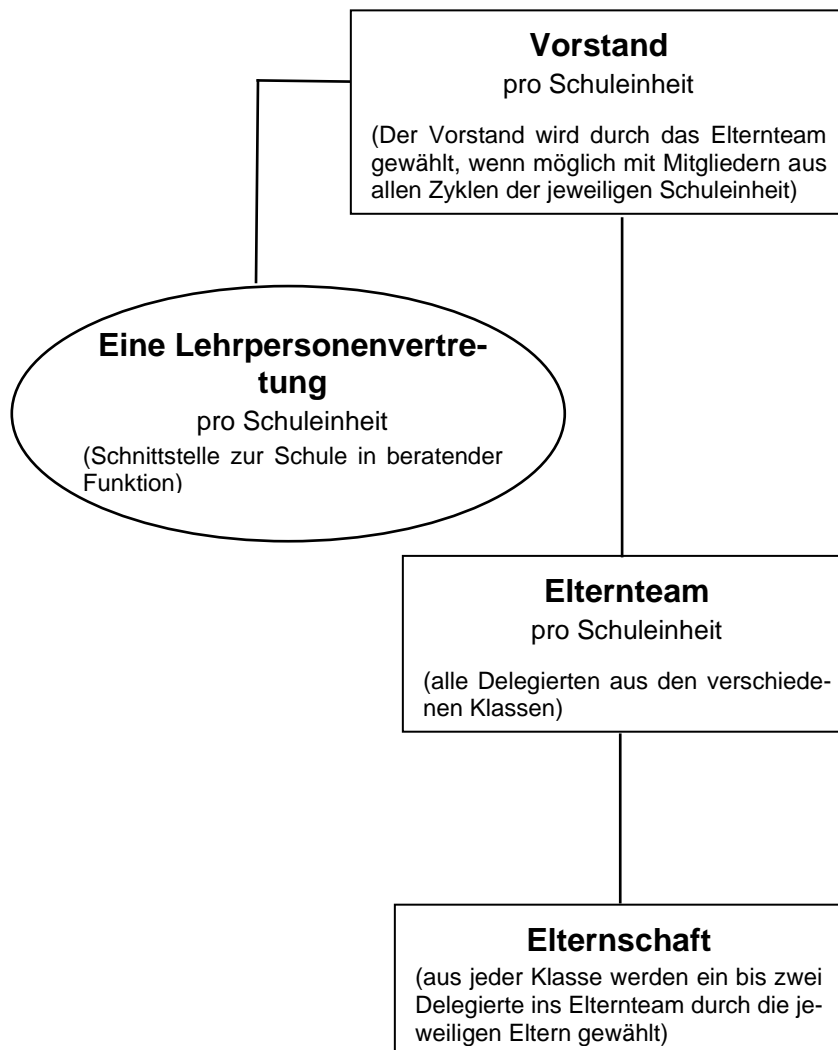 Vorstand
pro Schuleinheit
(Der Vorstand wird durch das Elternteam
gewählt, wenn möglich mit Mitgliedern aus
allen Zyklen der jeweiligen Schuleinheit)
Eine Lehrpersonenvertre-
tung
pro Schuleinheit
(Schnittstelle zur Schule in beratender
Funktion)
Elternteam
pro Schuleinheit
(alle Delegierten aus den verschiede-
nen Klassen)
Elternschaft
(aus jeder Klasse werden ein bis zwei
Delegierte ins Elternteam durch die je-
weiligen Eltern gewählt)